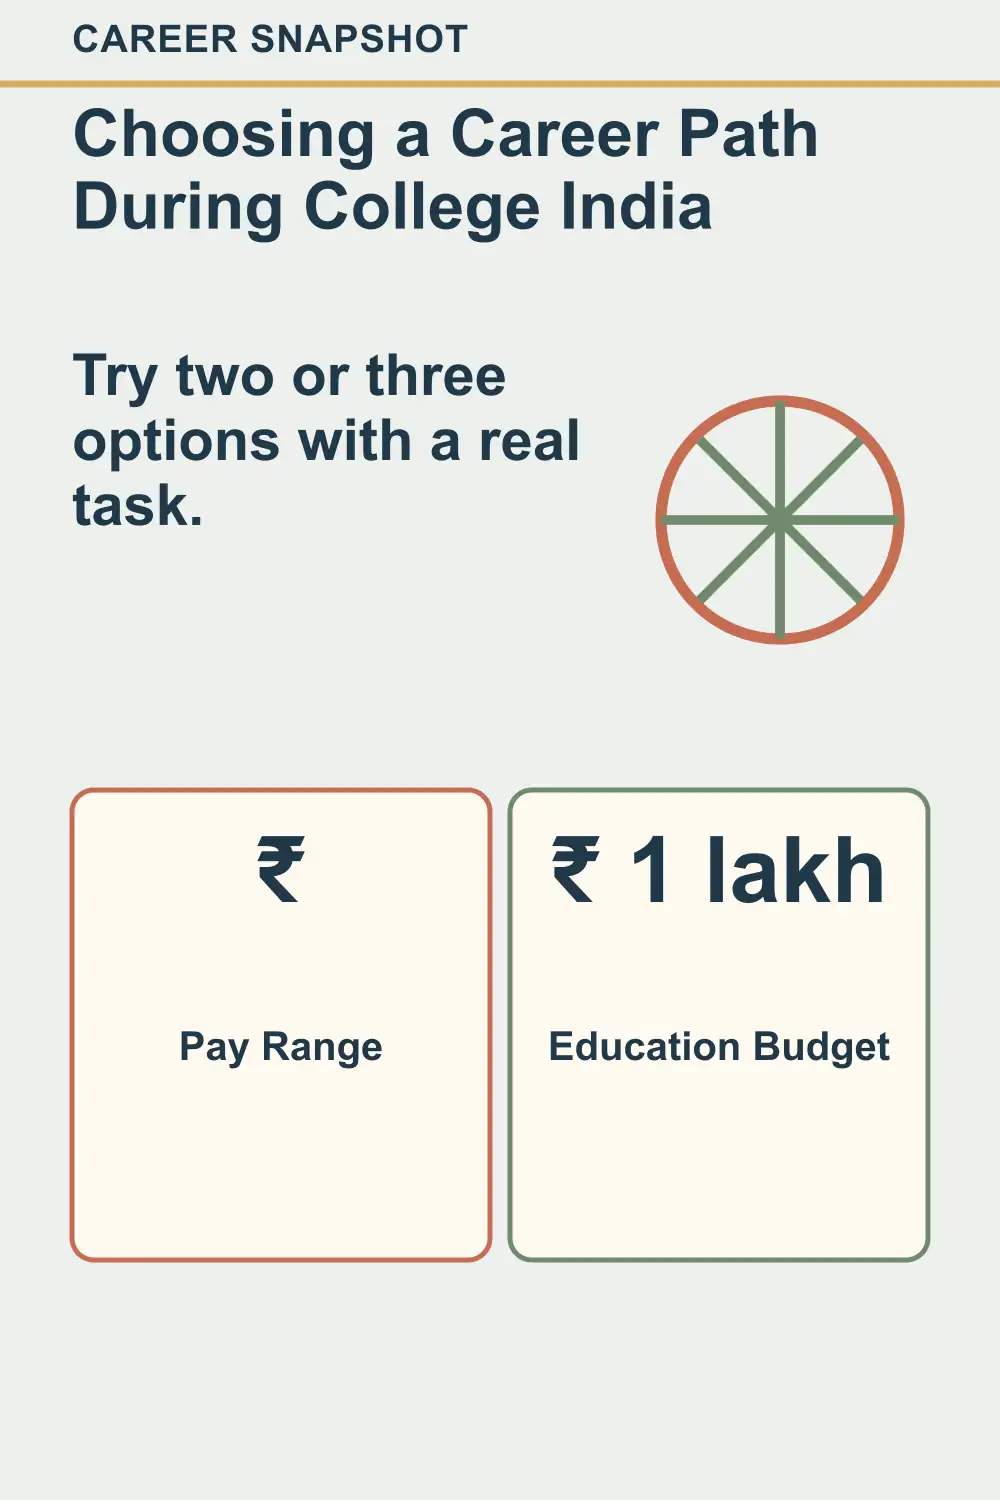 CAREER SNAPSHOT
Choosing a Career Path
During College India
Try two or three
options with a real
task.
₹
₹ 1 lakh
Pay Range
Education Budget